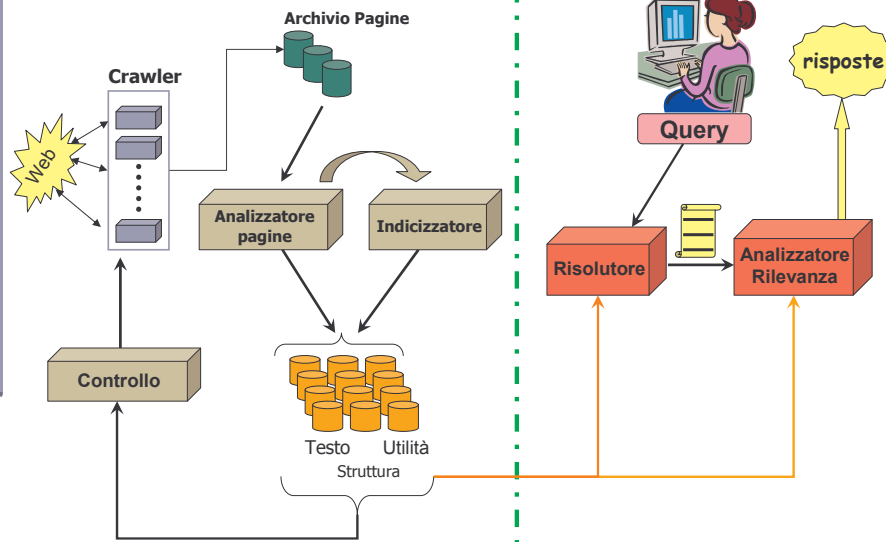 Archivio Pagine
Crawler
Web
Analizzatore
pagine
Indicizzatore
Controllo
Testo
Utilità
Struttura
risposte
Query
Risolutore
Analizzatore
Rilevanza